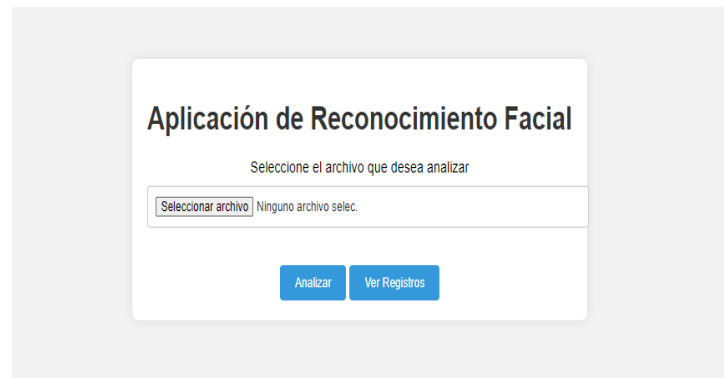 Aplicación de Reconocimiento Facial
Seleccione el archivo que desea analizar
Seleccionar archivo Ninguno archivo selec.
Analizar Ver Registros